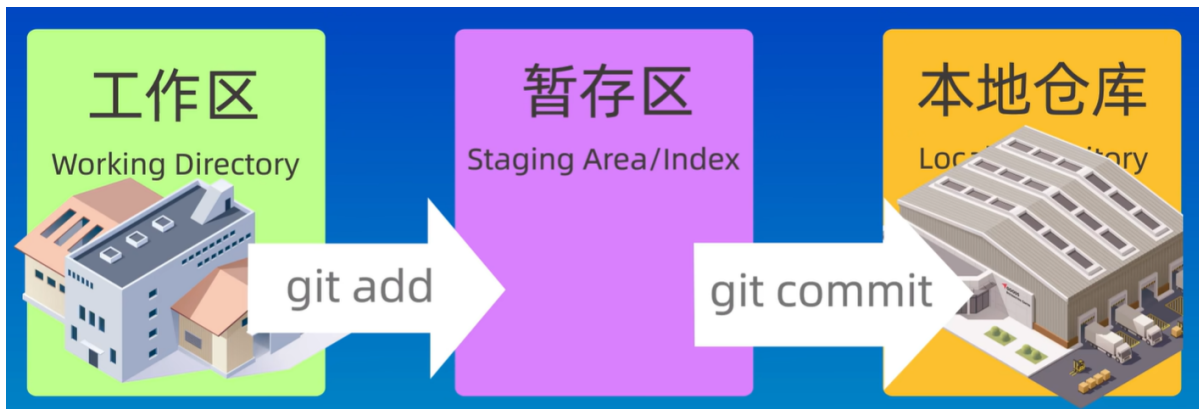 工作区
Working Directory
git add
暂存区
Staging Area/Index
git commit
本地仓库